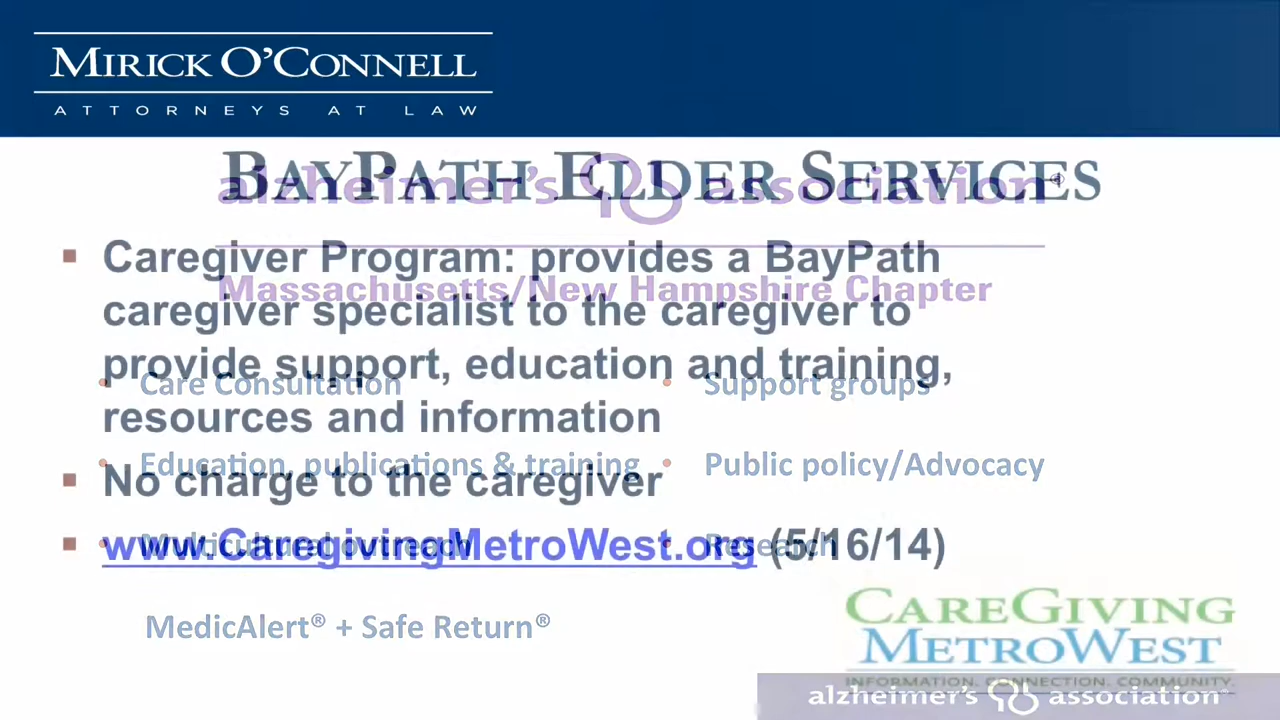 MIRICK O'CONNELL
ATTORNEYS AT LAW
BAYPATH ELDER SERVICES
alzheimer's association®
▪ Caregiver Program: provides a BayPath
Massachusetts/New Hampshire Chapter
caregiver specialist to the caregiver to
provide support, education and training,
• Care Consultation
• Support groups
resources and information
• Education, publications & training
• Public policy/Advocacy
▪ No charge to the caregiver
▪ www.CaregivingMetroWest.org (5/16/14)
• Multicultural outreach
• Research
CAREGIVING
MetroWest
INFORMATION. CONNECTION. COMMUNITY.
MedicAlert® + Safe Return®
alzheimer's association®